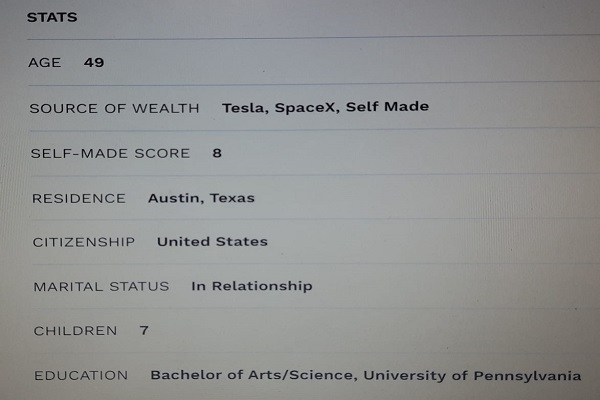 STATS
AGE 49
SOURCE OF WEALTH Tesla, SpaceX, Self Made
SELF-MADE SCORE 8
RESIDENCE Austin, Texas
CITIZENSHIP United States
MARITAL STATUS In Relationship
CHILDREN 7
EDUCATION Bachelor of Arts/Science, University of Pennsylvania